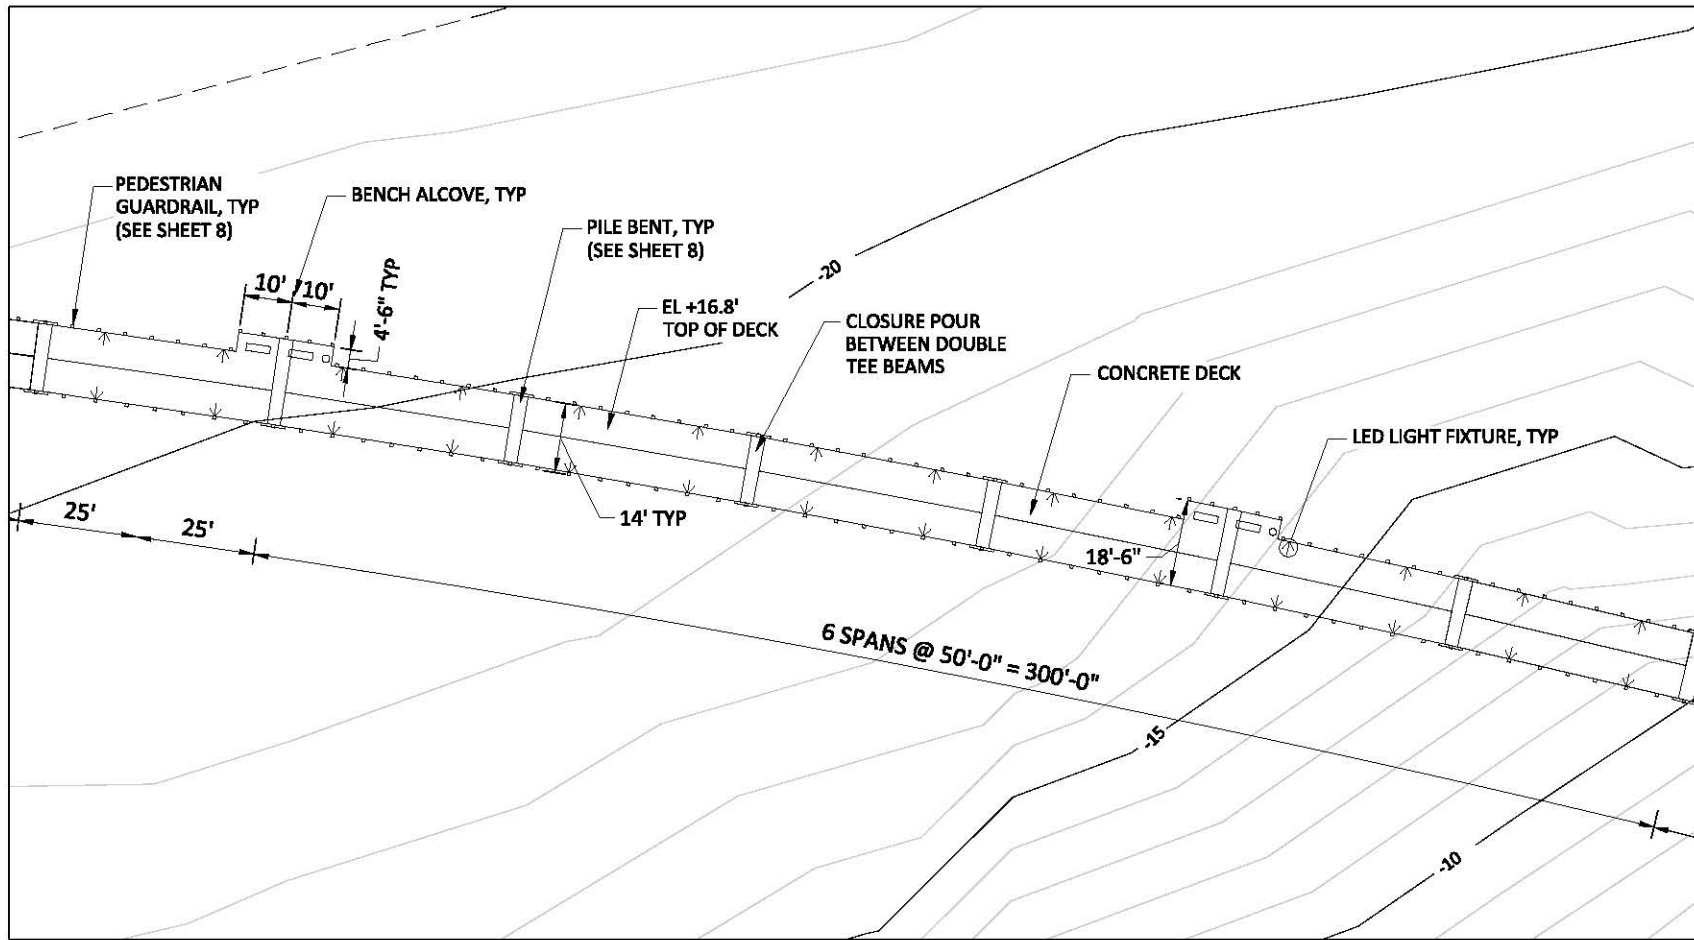 PEDESTRIAN
GUARDRAIL, TYP
(SEE SHEET 8)
BENCH ALCOVE, TYP
PILE BENT, TYP
(SEE SHEET 8)
-20
10'
10'
4'-6" TYP
EL +16.8'
TOP OF DECK
CLOSURE POUR
BETWEEN DOUBLE
TEE BEAMS
CONCRETE DECK
LED LIGHT FIXTURE, TYP
25'
25'
14' TYP
18'-6"
6 SPANS @ 50'-0" = 300'-0"
-15
-10